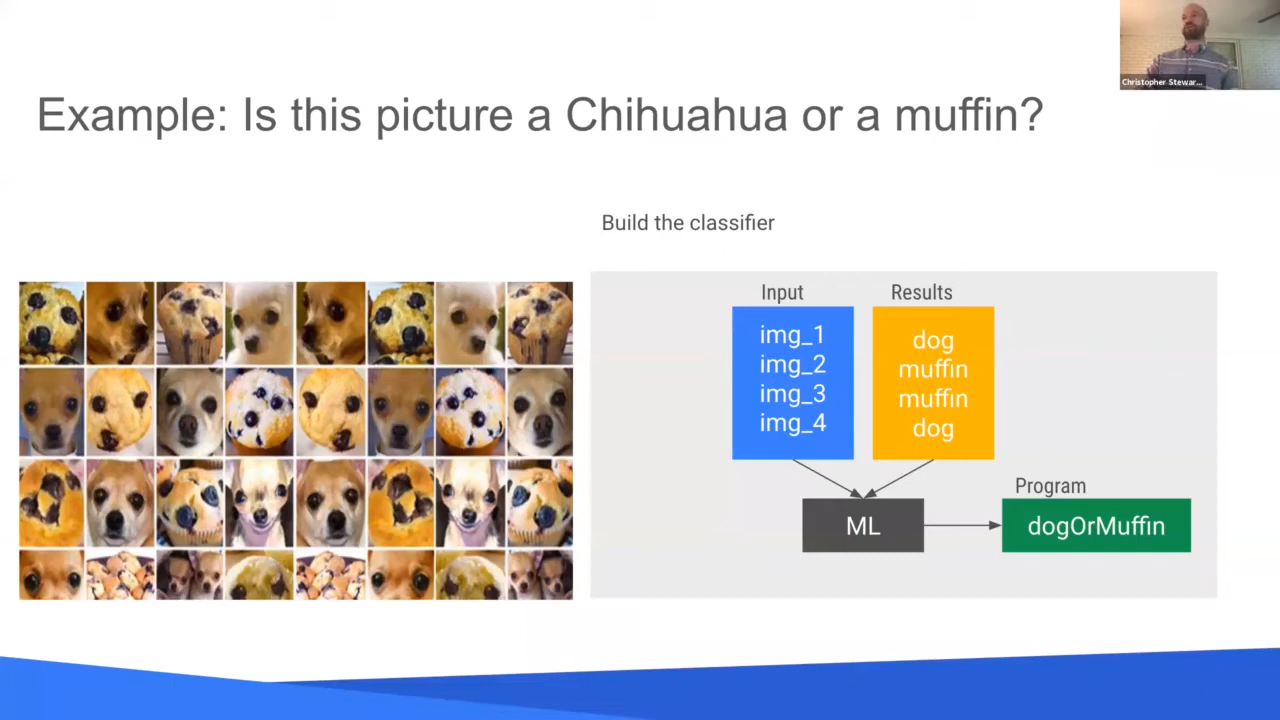 Christopher Stewar...
Example: Is this picture a Chihuahua or a muffin?
Build the classifier
Input
Results
img_1
img_2
img_3
img_4
dog
muffin
muffin
dog
ML
Program
dogOrMuffin